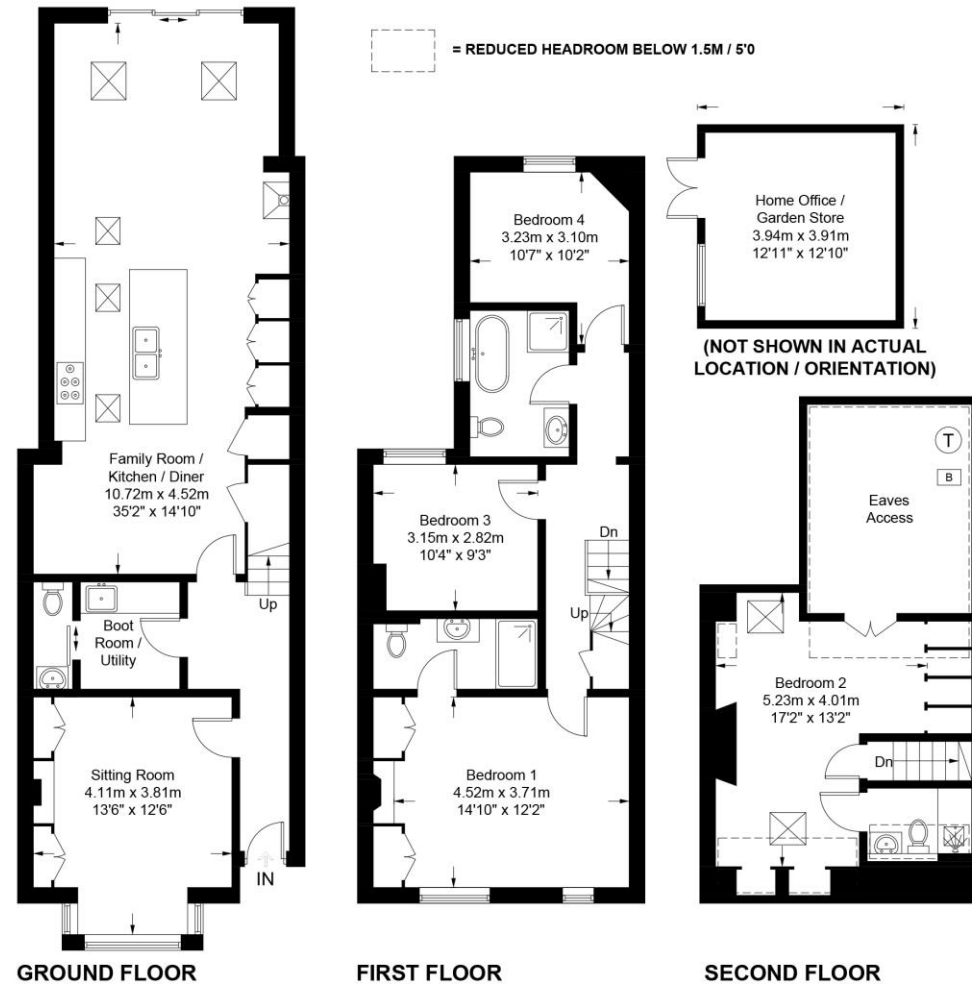 = REDUCED HEADROOM BELOW 1.5M / 5'0
Home Office /
Garden Store
3.94m x 3.91m
12'11" x 12'10"
(NOT SHOWN IN ACTUAL
LOCATION / ORIENTATION)
Family Room /
Kitchen / Diner
10.72m x 4.52m
35'2" x 14'10"
Up
Boot
Room /
Utility
Sitting Room
4.11m x 3.81m
13'6" x 12'6"
IN
GROUND FLOOR
Bedroom 4
3.23m x 3.10m
10'7" x 10'2"
Bedroom 3
3.15m x 2.82m
10'4" x 9'3"
Dn
Up
Bedroom 1
4.52m x 3.71m
14'10" x 12'2"
FIRST FLOOR
T
B
Eaves
Access
Bedroom 2
5.23m x 4.01m
17'2" x 13'2"
Dn
SECOND FLOOR